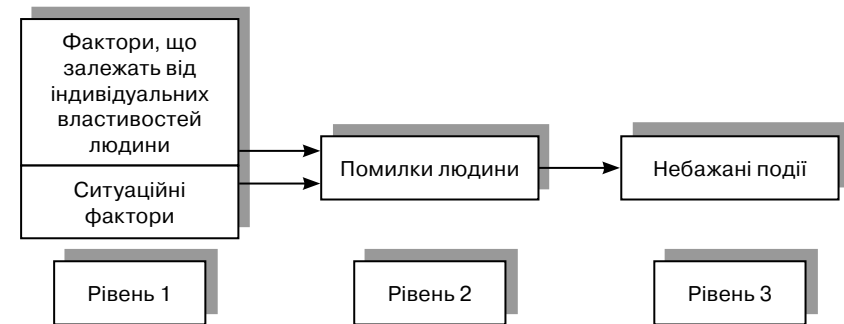 Фактори, що
залежать від
індивідуальних
властивостей
людини
Ситуаційні
фактори
Помилки людини
Небажані події
Рівень 1
Рівень 2
Рівень 3